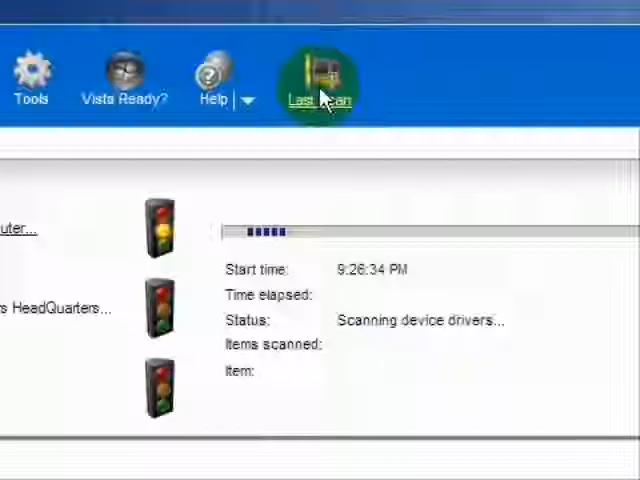 Tools Vista Ready? Help Last
uter...
Start time: 9:26:34 PM
Time elapsed:
s HeadQuarters...
Status: Scanning device drivers...
Items scanned:
Item: